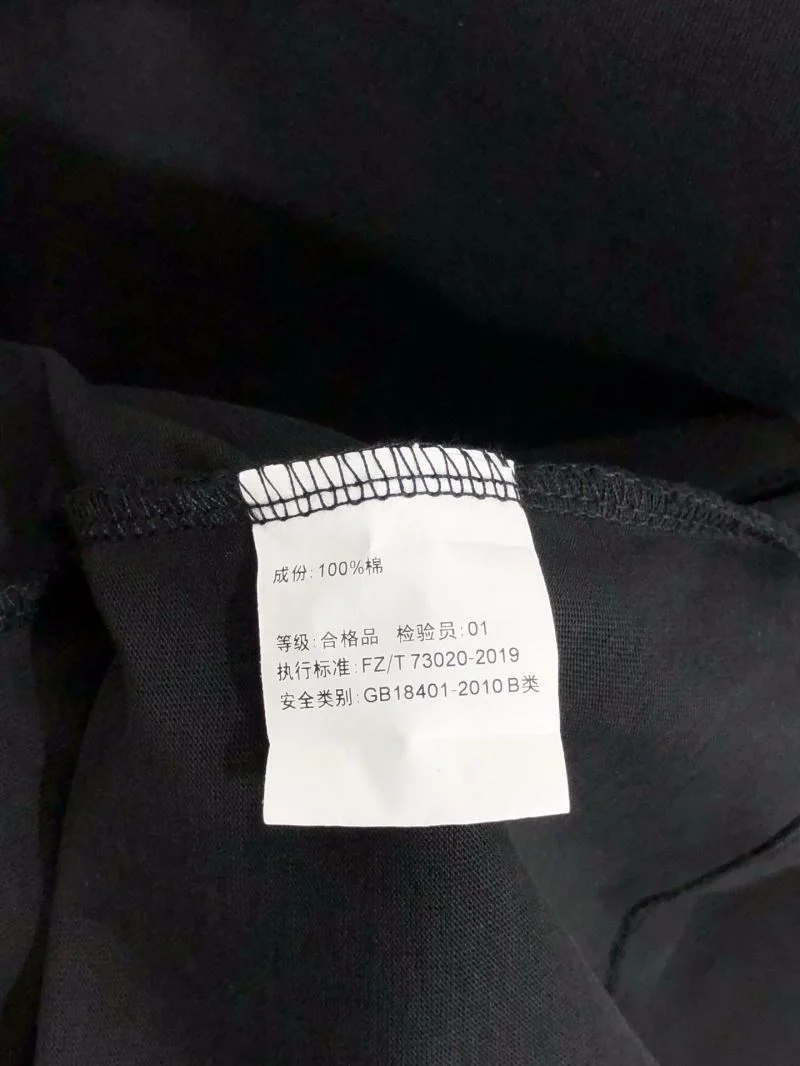 成份:100%棉
等级:合格品 检验员:01
执行标准:FZ/T 73020-2019
安全类别:GB18401-2010 B类